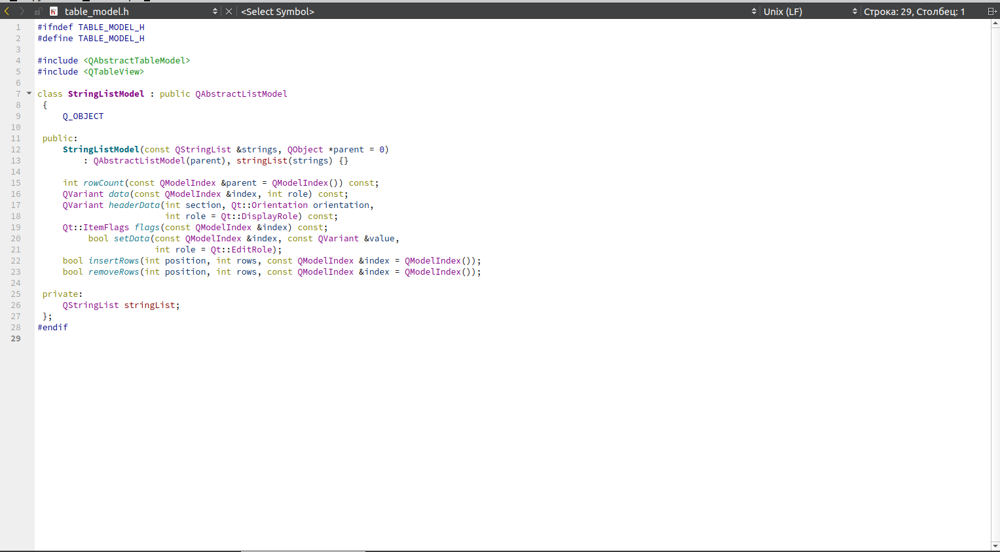 table_model.h <Select Symbol> Unix (LF) Строка: 29, Столбец: 1
1 #ifndef TABLE_MODEL_H
2 #define TABLE_MODEL_H
3
4 #include <QAbstractTableModel>
5 #include <QTableView>
6
7 class StringListModel : public QAbstractListModel
8 {
9 Q_OBJECT
10
11 public:
12 StringListModel(const QStringList &strings, QObject *parent = 0)
13 : QAbstractListModel(parent), stringList(strings) {}
14
15 int rowCount(const QModelIndex &parent = QModelIndex()) const;
16 QVariant data(const QModelIndex &index, int role) const;
17 QVariant headerData(int section, Qt::Orientation orientation,
18 int role = Qt::DisplayRole) const;
19 Qt::ItemFlags flags(const QModelIndex &index) const;
20 bool setData(const QModelIndex &index, const QVariant &value,
21 int role = Qt::EditRole);
22 bool insertRows(int position, int rows, const QModelIndex &index = QModelIndex());
23 bool removeRows(int position, int rows, const QModelIndex &index = QModelIndex());
24
25 private:
26 QStringList stringList;
27 };
28 #endif
29